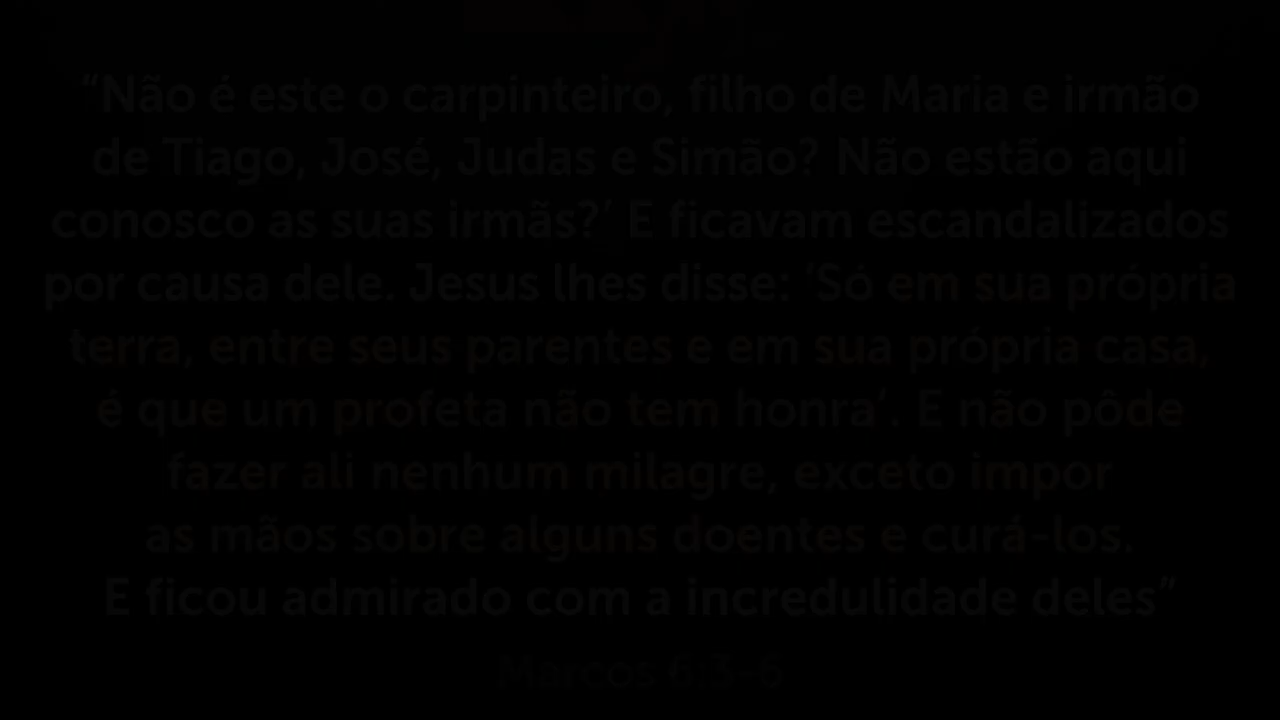 “Não é este o carpinteiro, filho de Maria e irmão
de Tiago, José, Judas e Simão? Não estão aqui
conosco as suas irmãs?’ E ficavam escandalizados
por causa dele. Jesus lhes disse: ‘Só em sua própria
terra, entre seus parentes e em sua própria casa,
é que um profeta não tem honra’. E não pôde
fazer ali nenhum milagre, exceto impor
as mãos sobre alguns doentes e curá-los.
E ficou admirado com a incredulidade deles”
Marcos 6:3-6